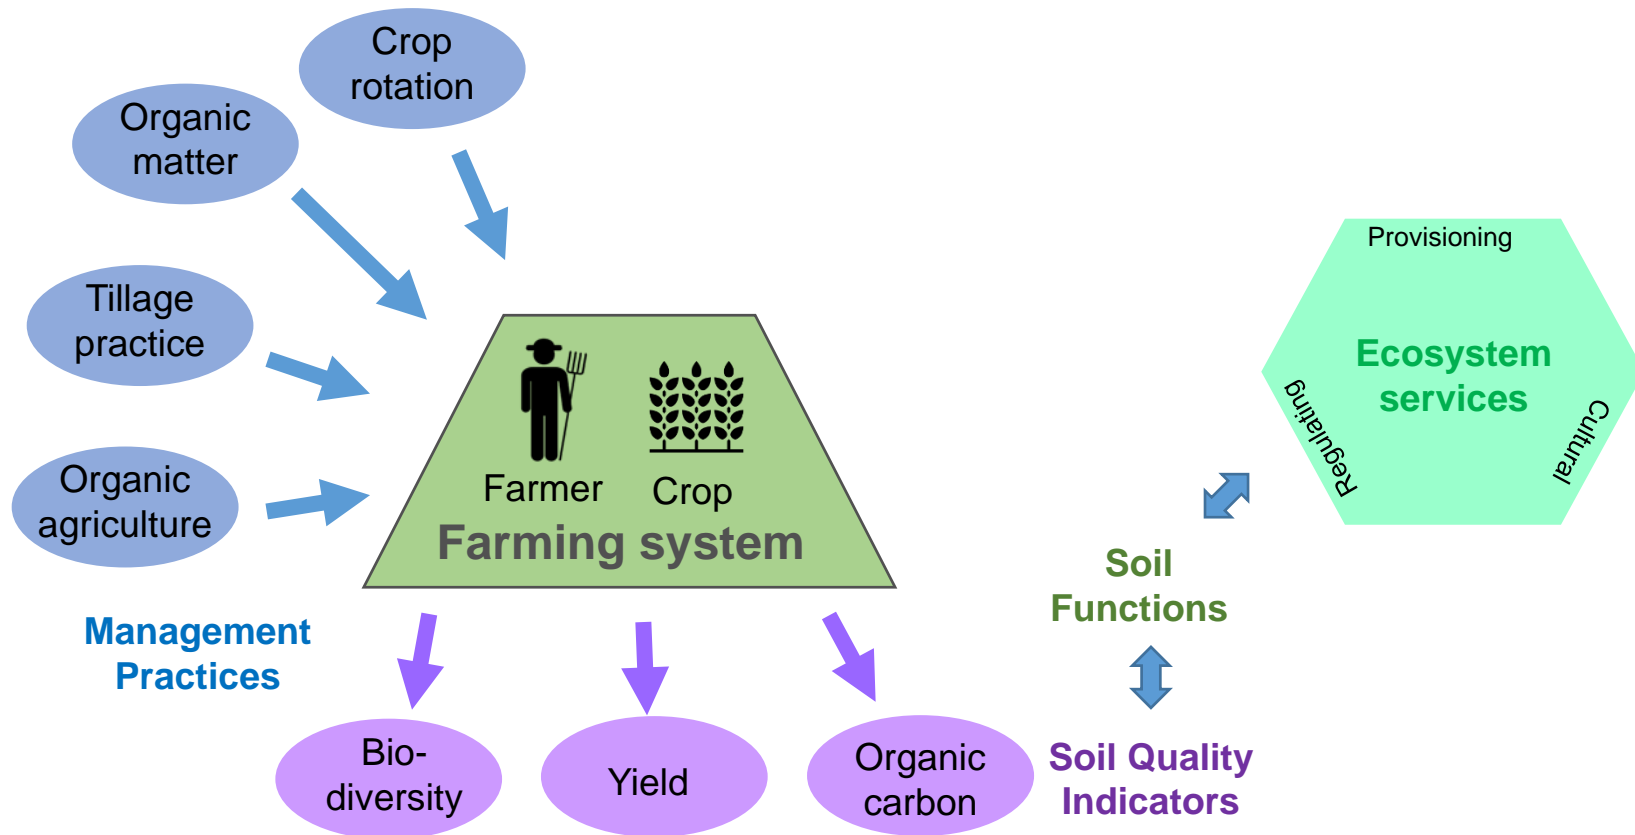 Crop
rotation
Organic
matter
Tillage
practice
Organic
agriculture
Management
Practices
Farmer
Crop
Farming system
Bio-
diversity
Yield
Organic
carbon
Soil Quality
Indicators
Soil
Functions
Provisioning
Ecosystem
services
Regulating
Cultural